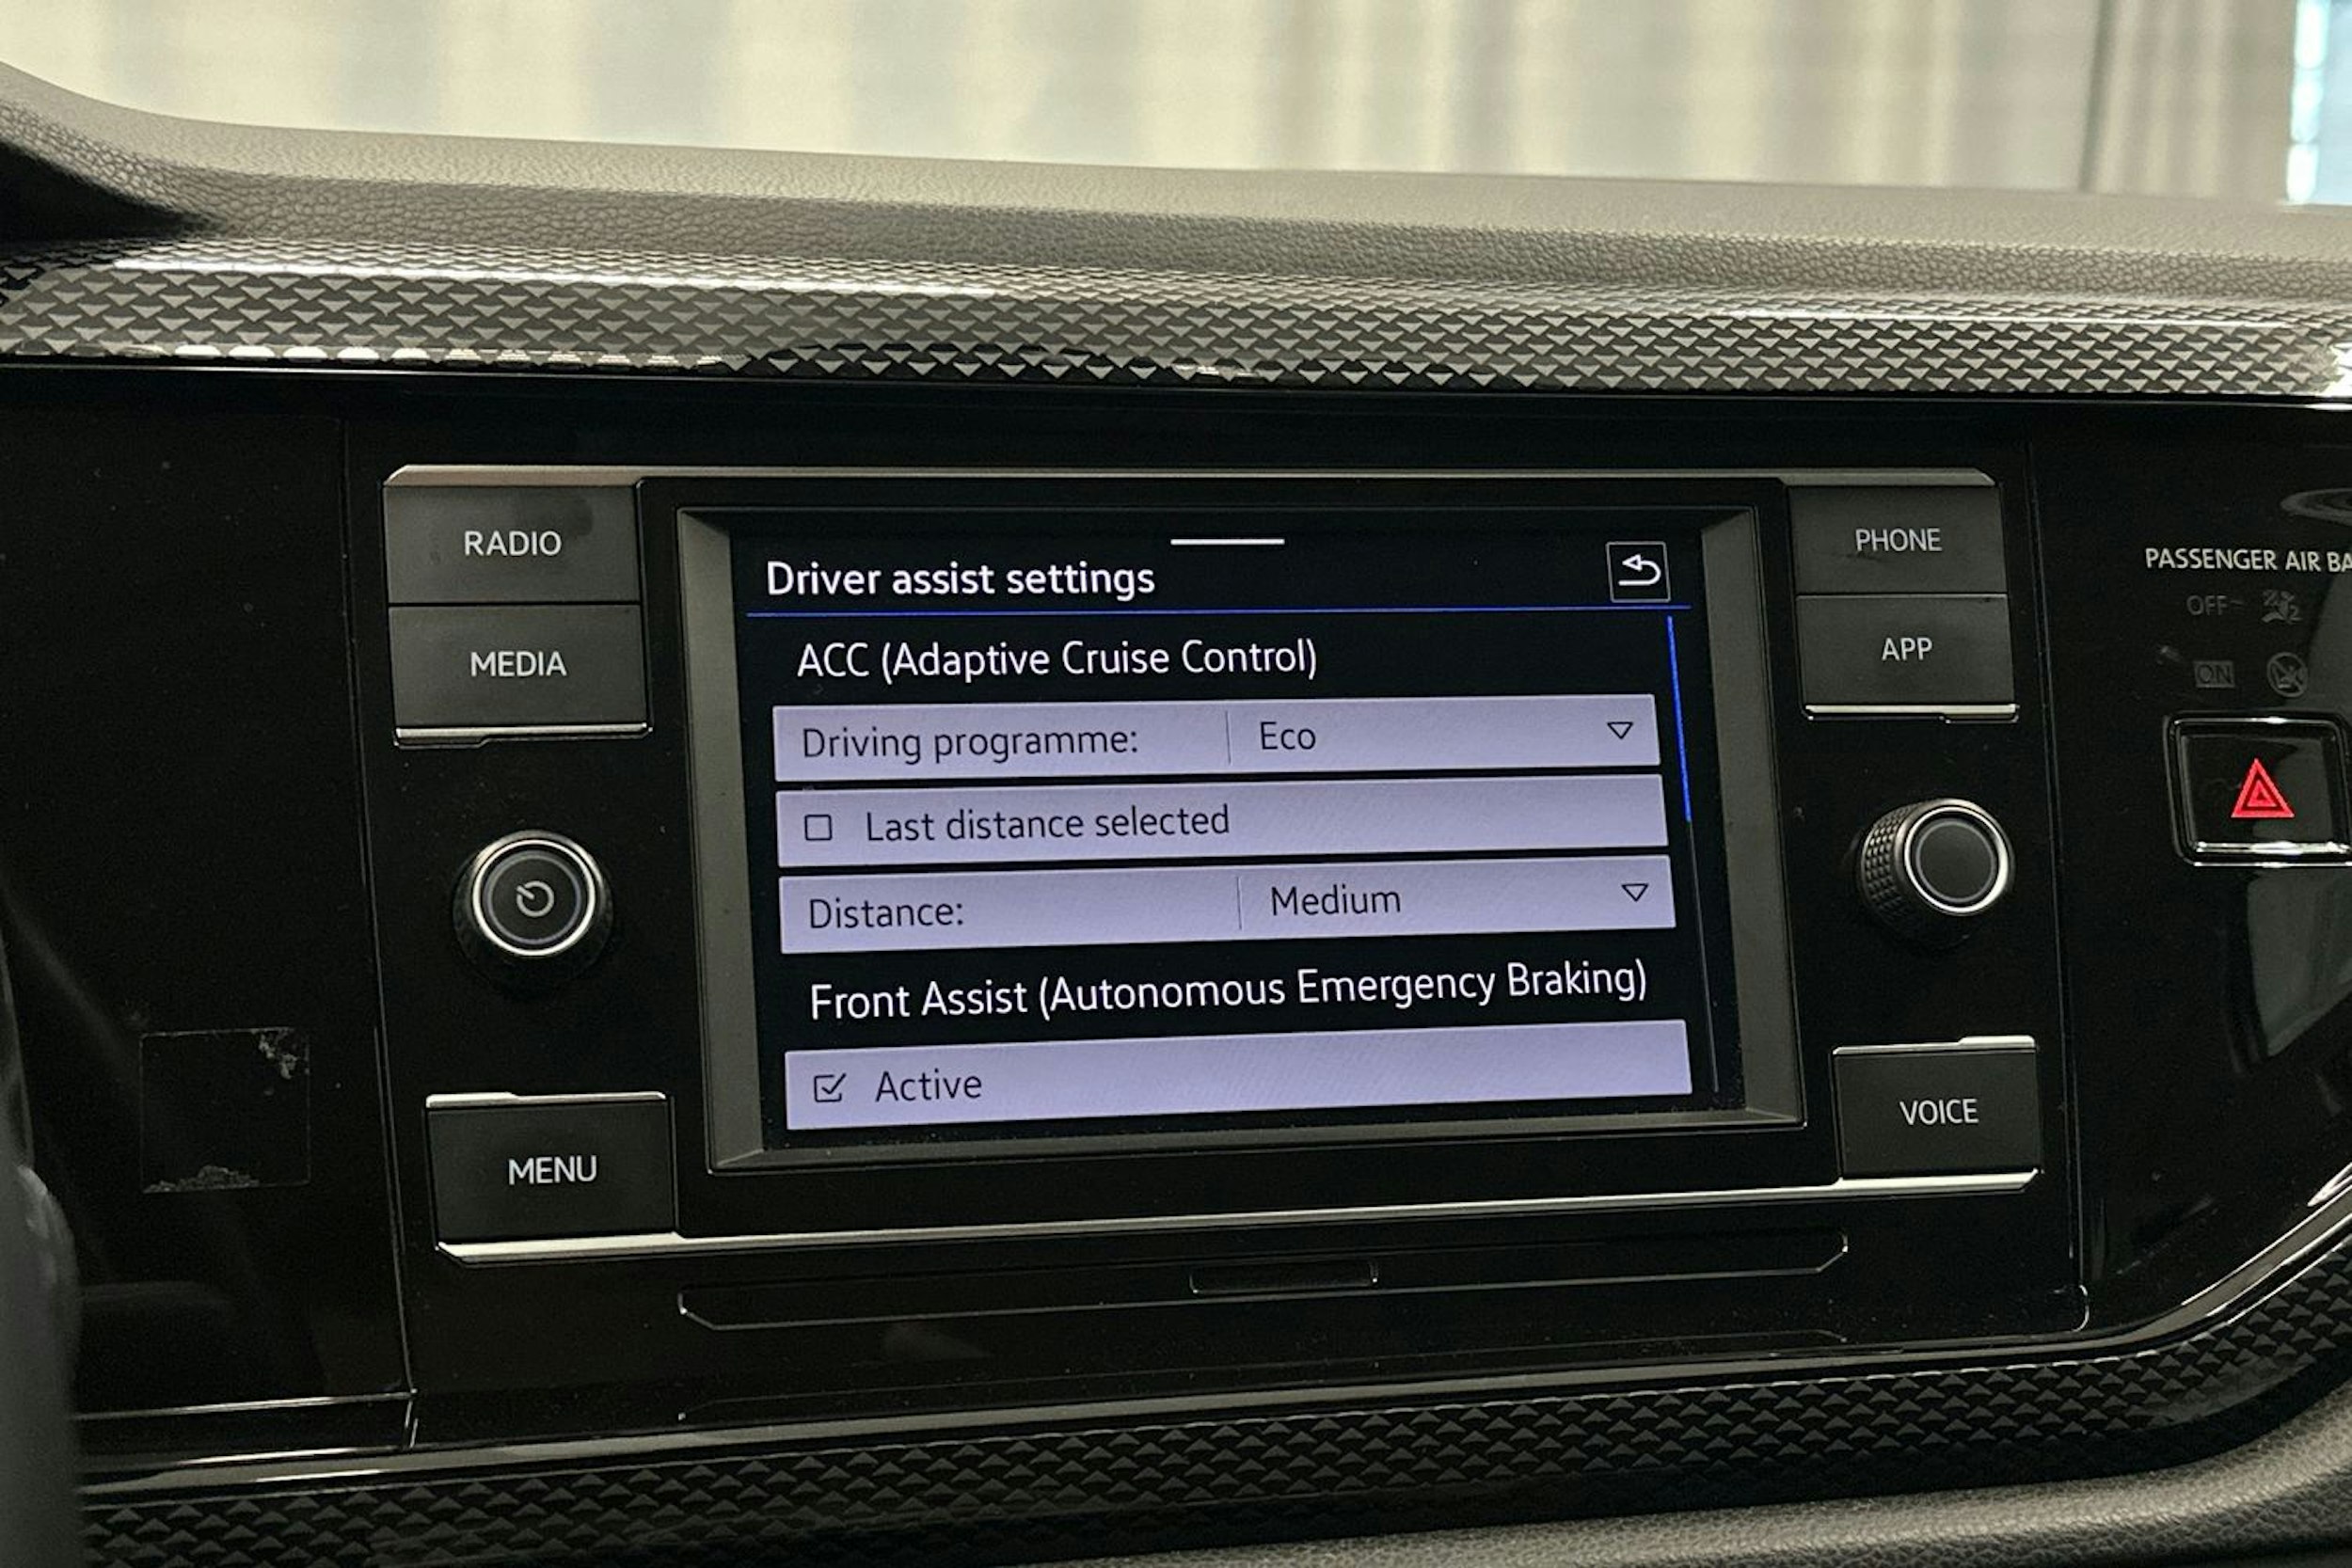 RADIO
MEDIA
MENU
Driver assist settings
ACC (Adaptive Cruise Control)
Driving programme: Eco
Last distance selected
Distance: Medium
Front Assist (Autonomous Emergency Braking)
Active
PHONE
APP
VOICE
PASSENGER AIR BA
OFF
ON